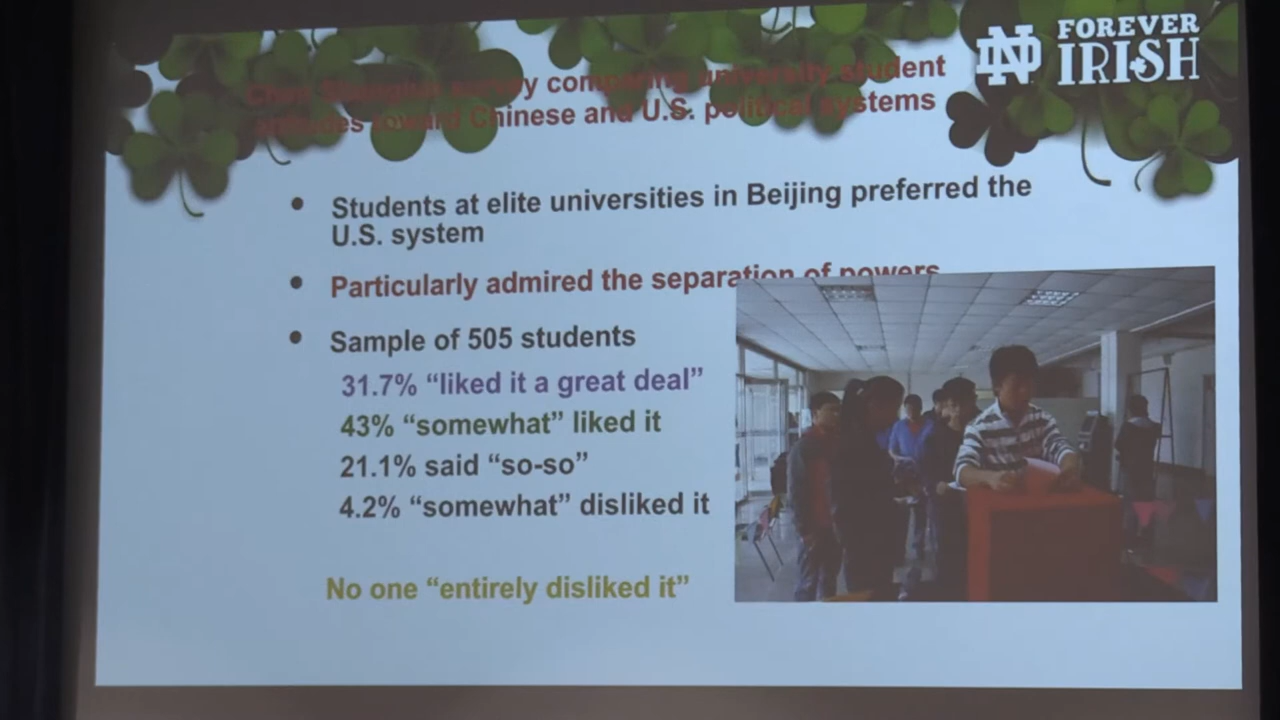 survey comparing university student
attitudes toward Chinese and U.S. political systems
ND
FOREVER
IRISH
• Students at elite universities in Beijing preferred the
U.S. system
• Particularly admired the separation of powers
• Sample of 505 students
31.7% “liked it a great deal”
43% “somewhat” liked it
21.1% said “so-so”
4.2% “somewhat” disliked it
No one “entirely disliked it”